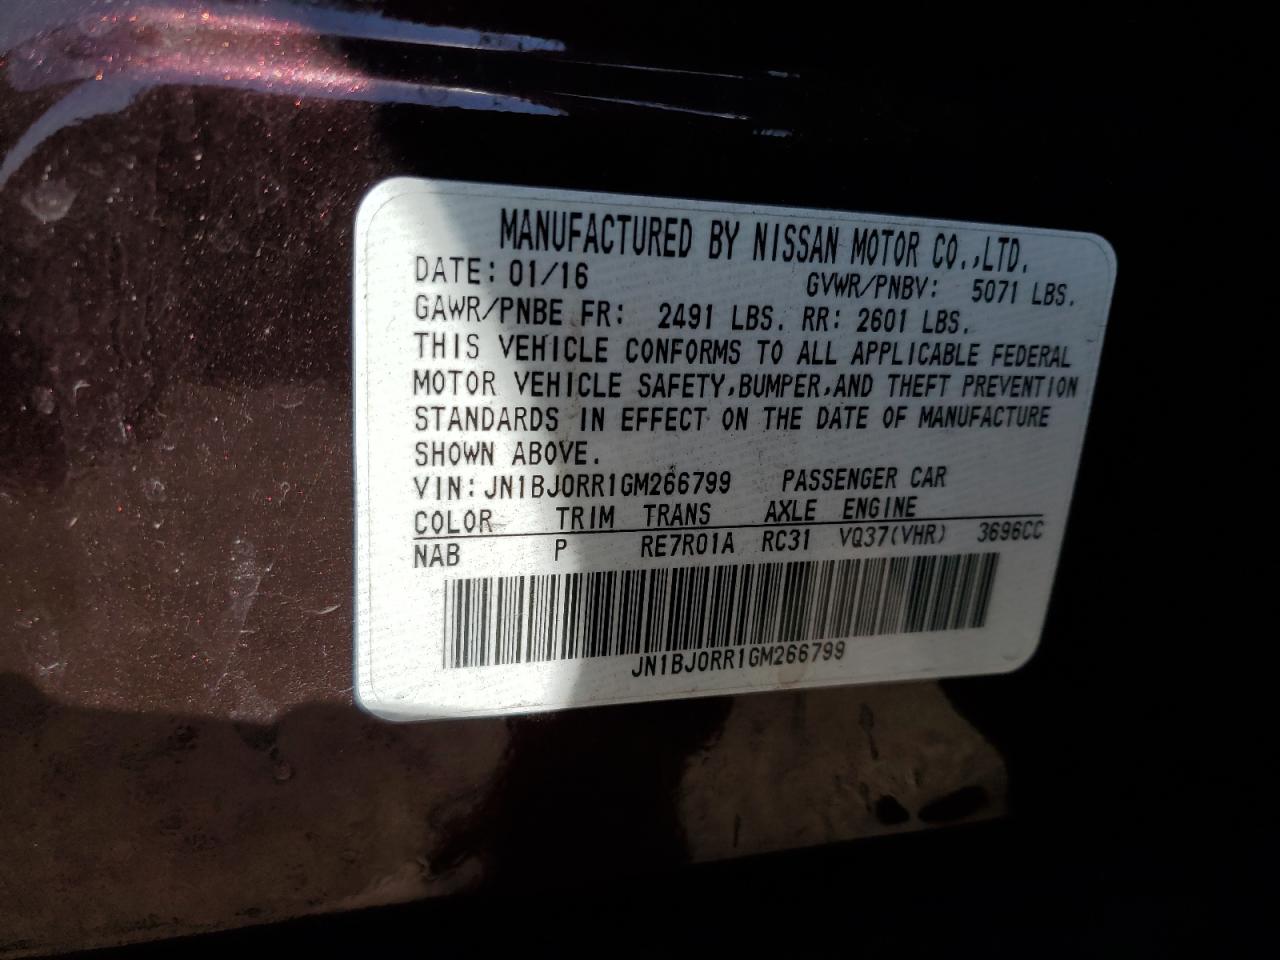 MANUFACTURED BY NISSAN MOTOR CO.,LTD.
DATE: 01/16 GVWR/PNBV: 5071 LBS.
GAWR/PNBE FR: 2491 LBS. RR: 2601 LBS.
THIS VEHICLE CONFORMS TO ALL APPLICABLE FEDERAL
MOTOR VEHICLE SAFETY,BUMPER,AND THEFT PREVENTION
STANDARDS IN EFFECT ON THE DATE OF MANUFACTURE
SHOWN ABOVE.
VIN:JN1BJ0RR1GM266799 PASSENGER CAR
COLOR TRIM TRANS AXLE ENGINE
NAB P RE7R01A RC31 VQ37(VHR) 3696CC
JN1BJ0RR1GM266799